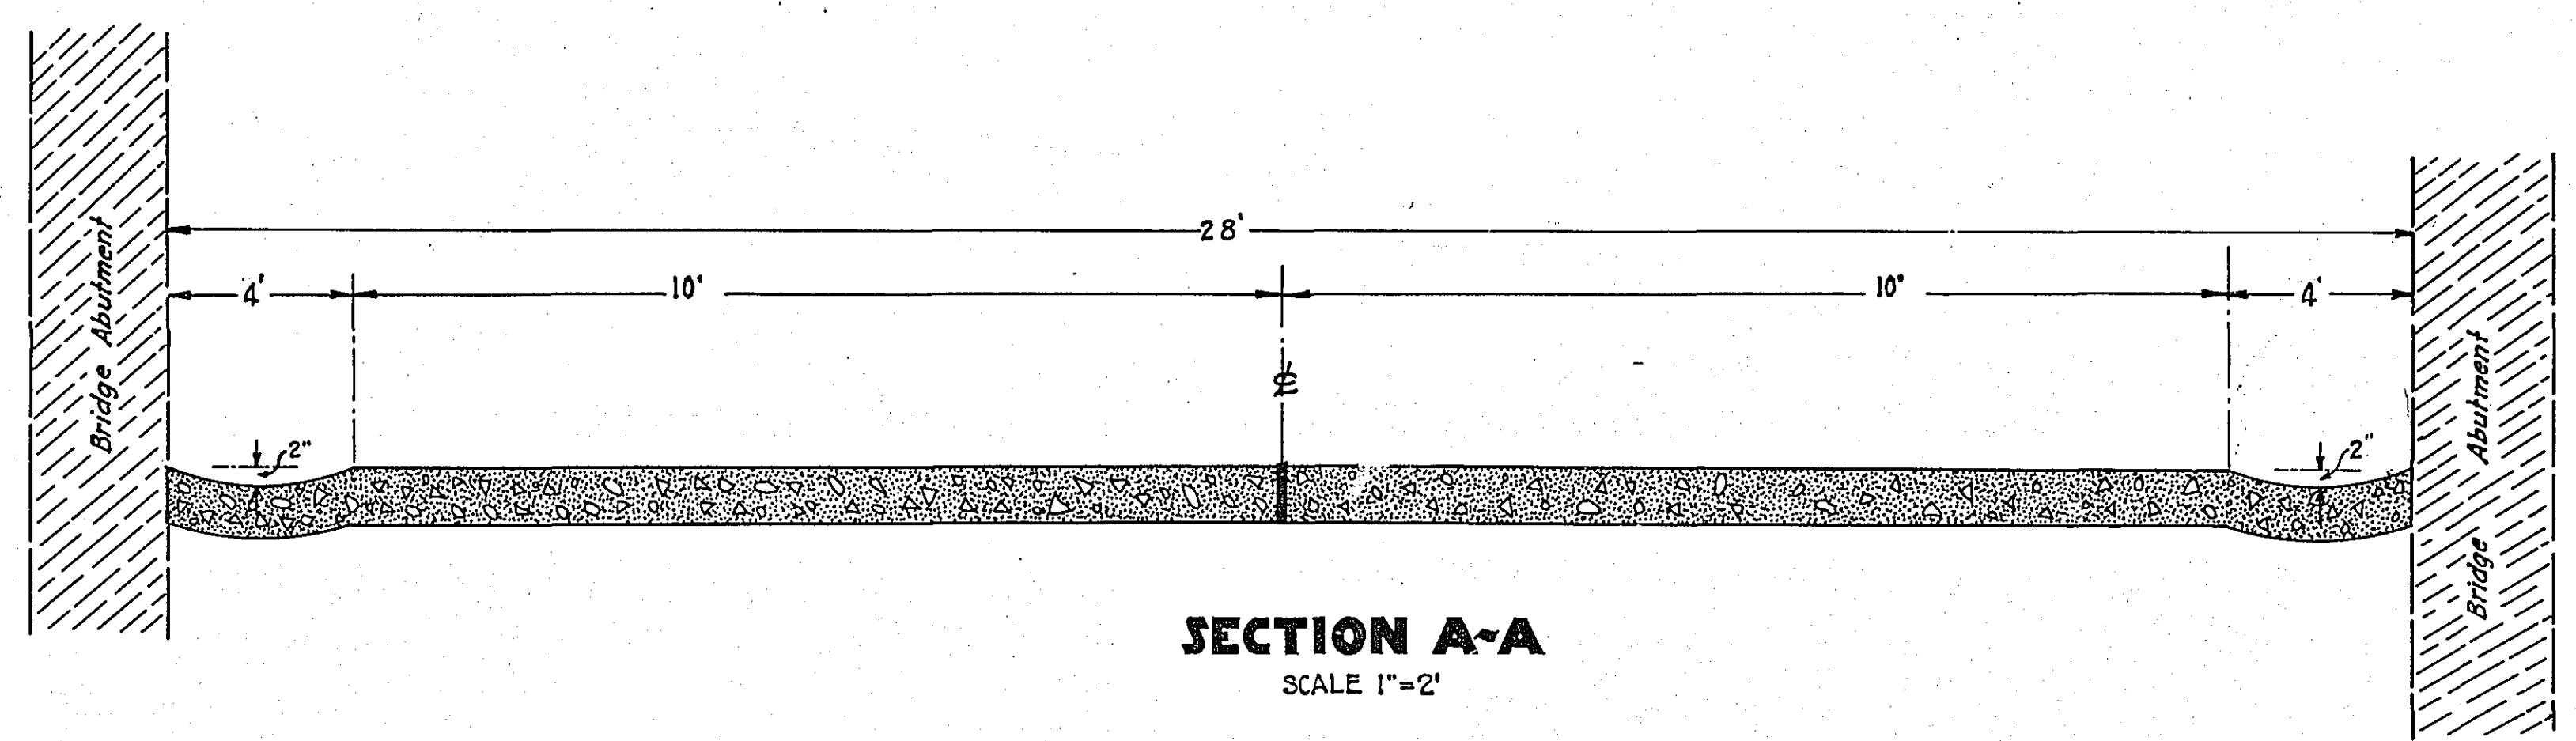 28'
4'
10'
10'
4'
Bridge Abutment
℄
Bridge Abutment
2"
2"
SECTION A~A
SCALE 1"=2'